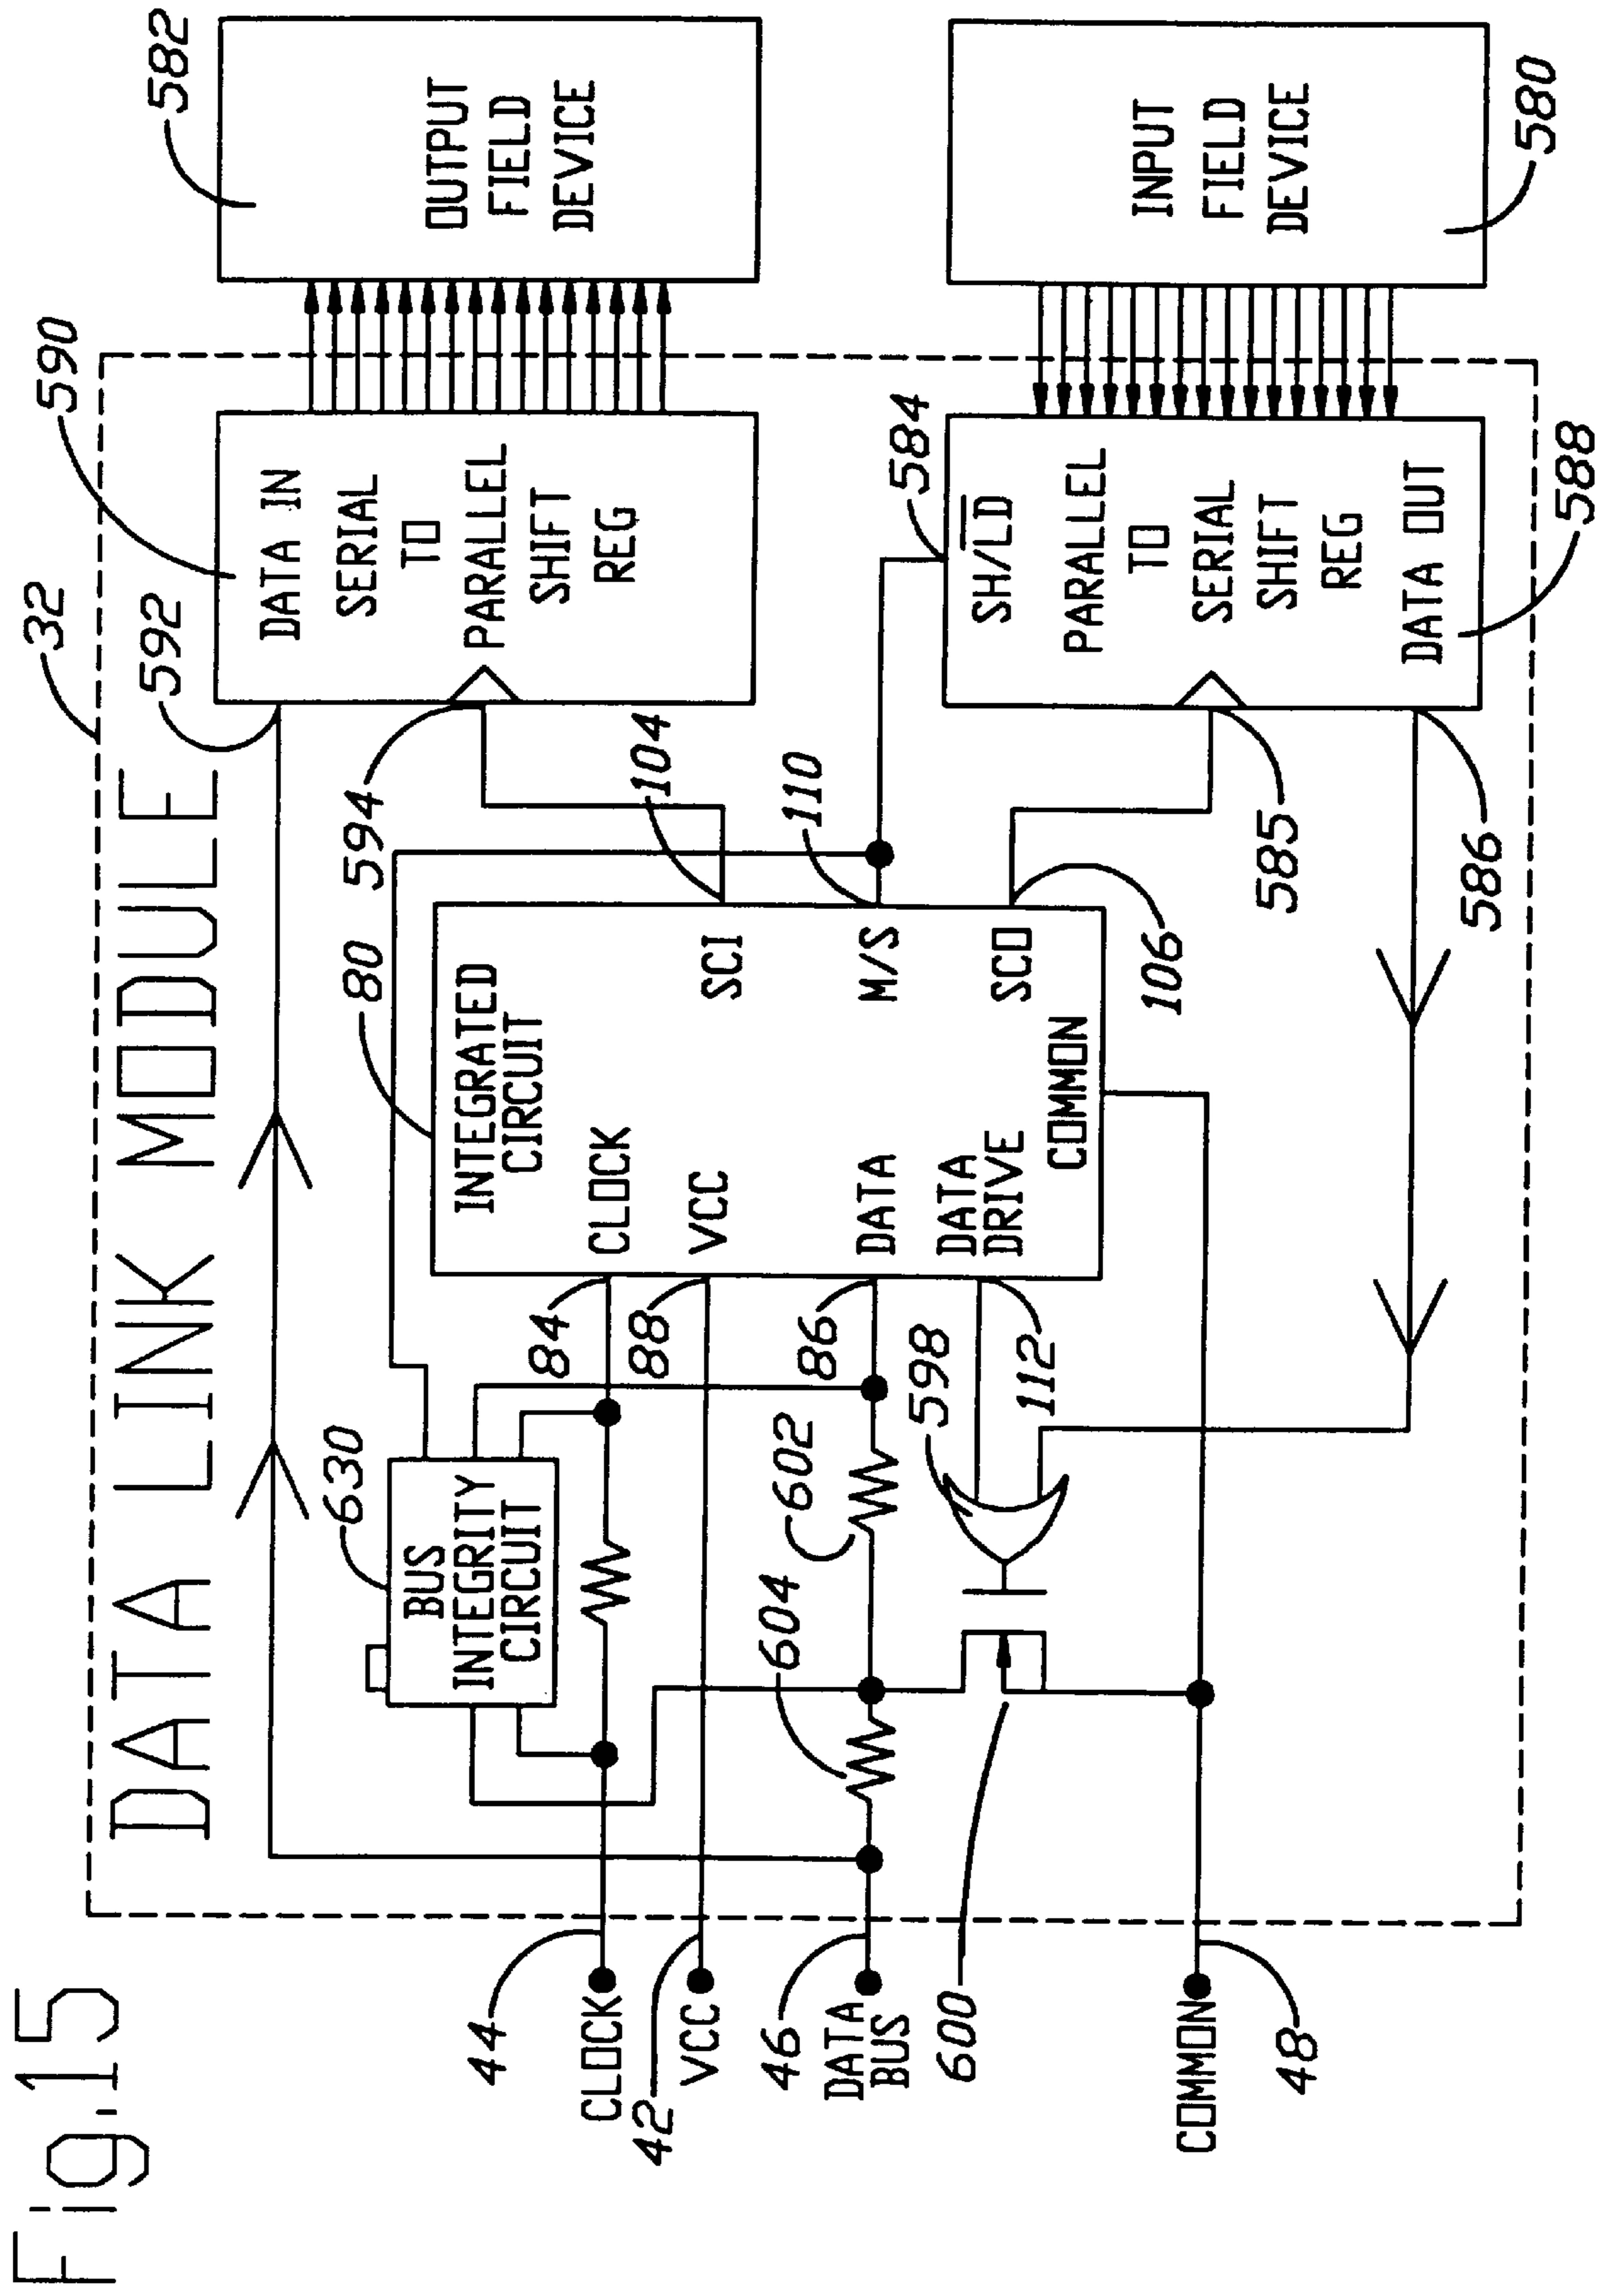 Fig.15
DATA LINK MODULE
32
44
CLOCK
42
VCC
46
DATA
BUS
600
COMMON
48
630
BUS
INTEGRITY
CIRCUIT
604
602
598
84
88
86
112
80
INTEGRATED
CIRCUIT
CLOCK
VCC
DATA
DATA
DRIVE
COMMON
SCI
M/S
SCO
104
110
106
592
594
590
DATA IN
SERIAL
TO
PARALLEL
SHIFT
REG
582
OUTPUT
FIELD
DEVICE
584
585
586
SH/L̅D̅
PARALLEL
TO
SERIAL
SHIFT
REG
DATA OUT
588
INPUT
FIELD
DEVICE
580